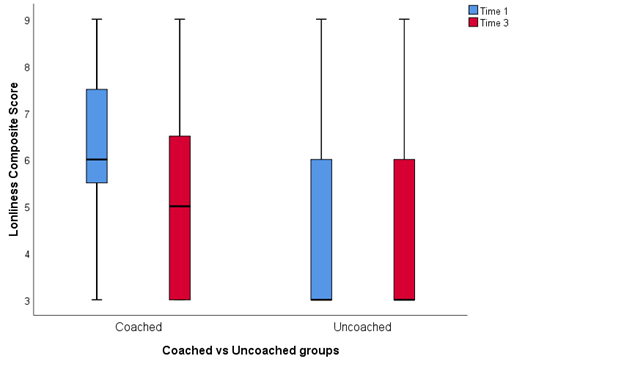 Time 1
Time 3
Lonliness Composite Score
9
8
7
6
5
4
3
Coached
Uncoached
Coached vs Uncoached groups